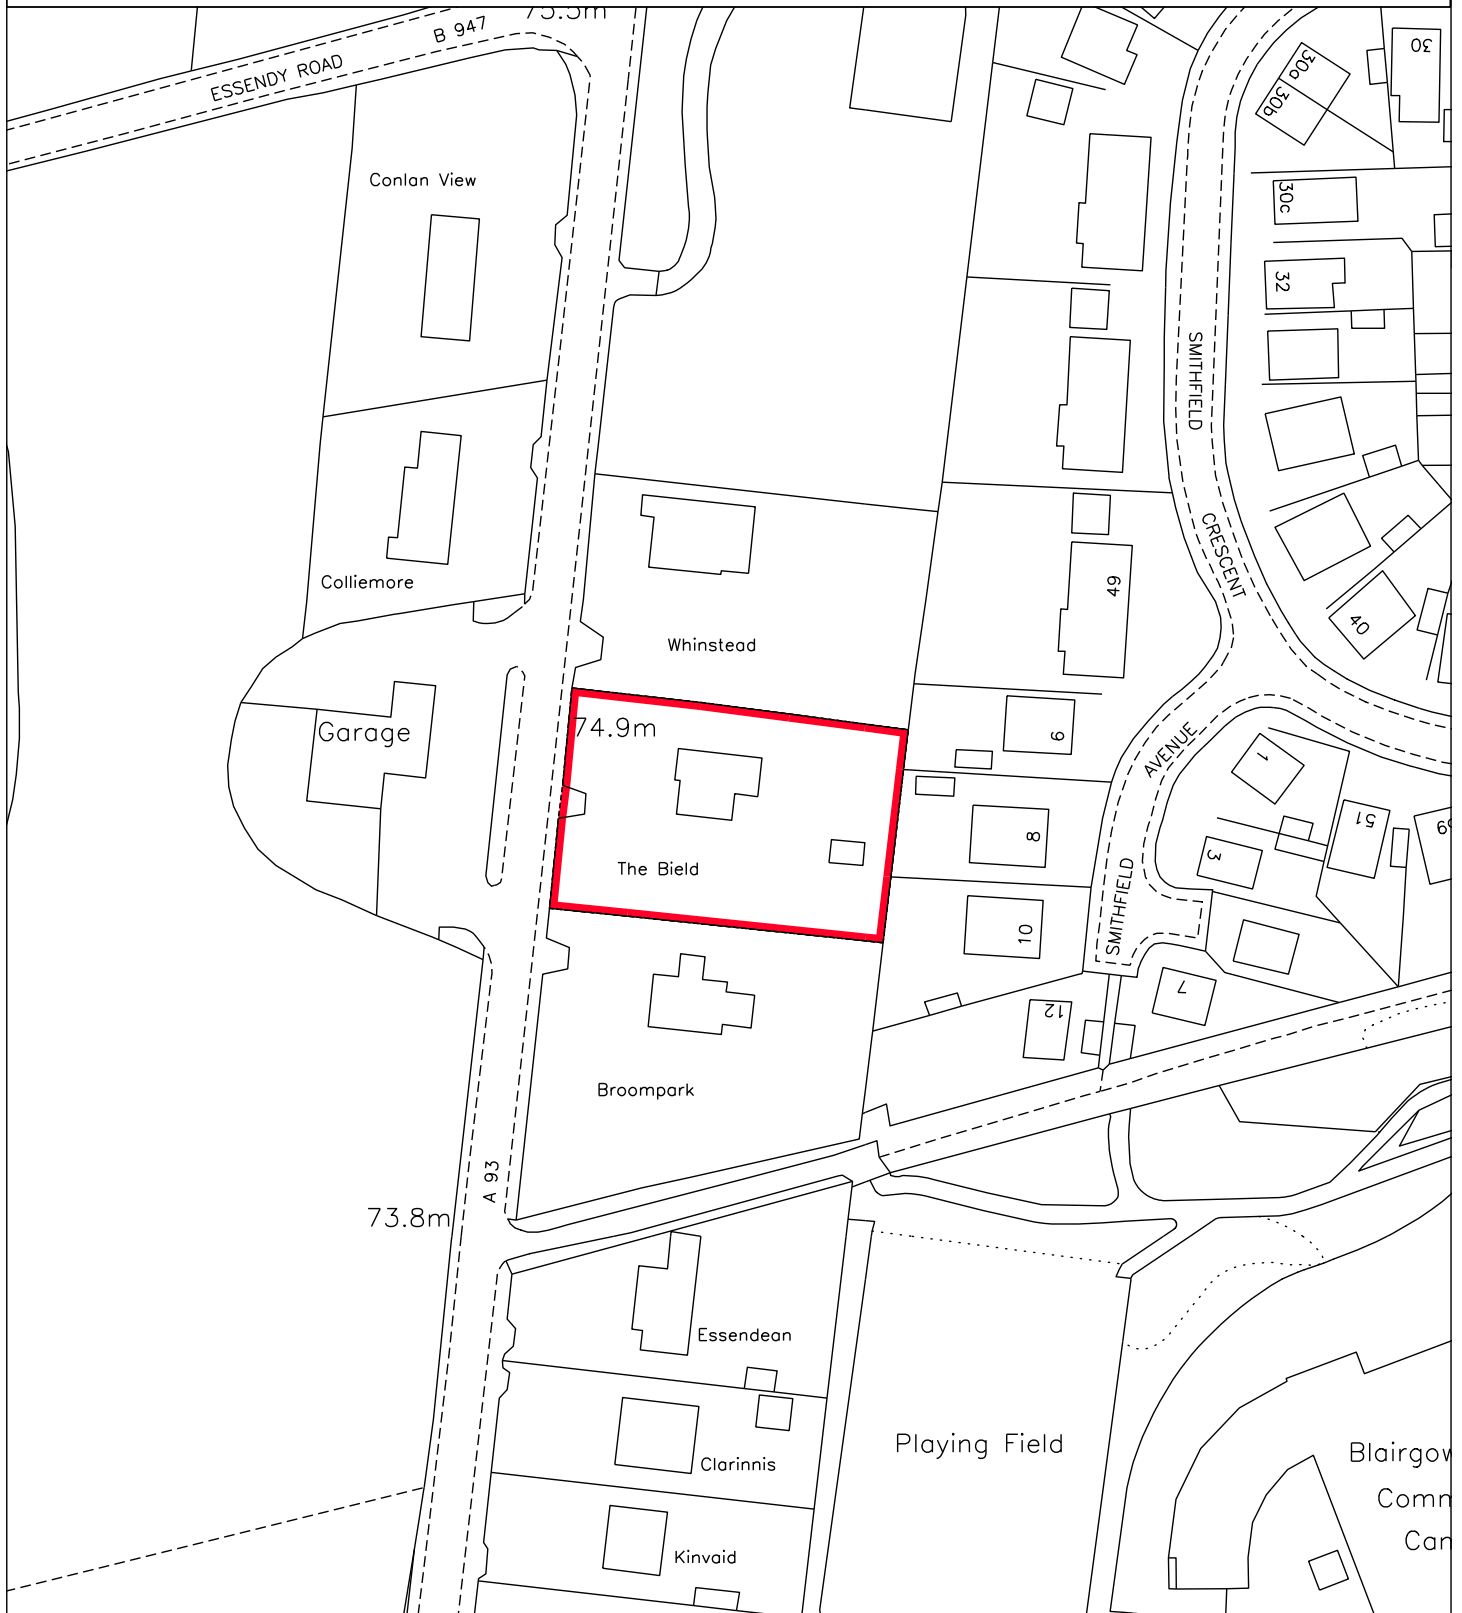 75.5m
B 947
ESSENDY ROAD
30
30a
30b
Conlan View
30c
32
SMITHFIELD
CRESCENT
Colliemore
49
40
Whinstead
74.9m
Garage
6
AVENUE
1
51
8
3
The Bield
SMITHFIELD
10
7
12
Broompark
A 93
73.8m
Essendean
Playing Field
Clarinnis
Blairgow
Comm
Can
Kinvaid